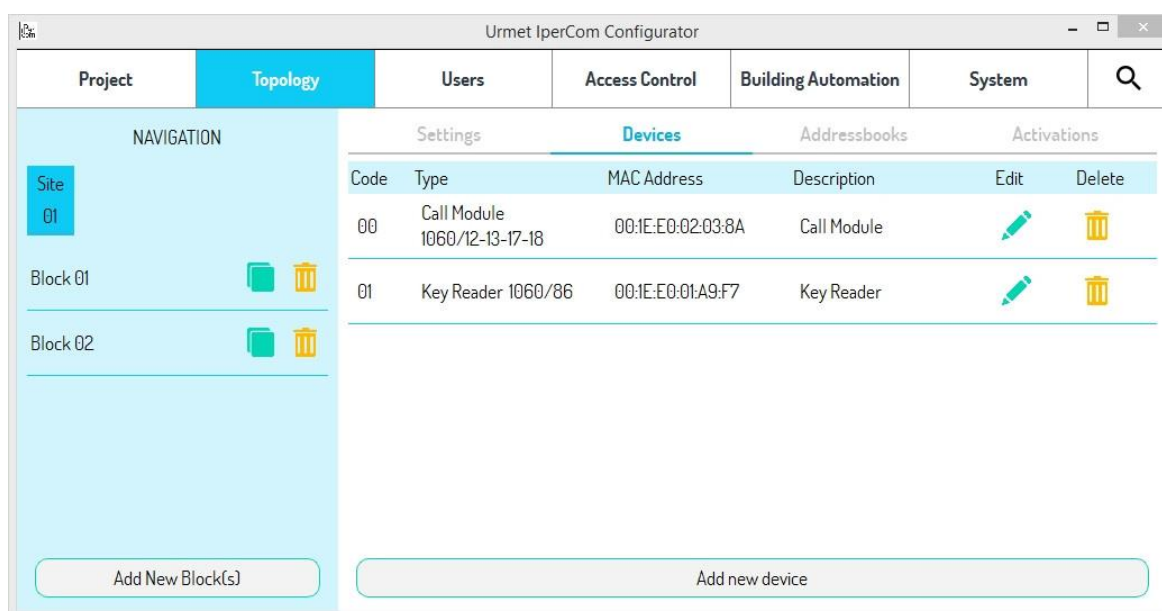 Urmet IperCom Configurator
Project Topology Users Access Control Building Automation System
NAVIGATION
Settings Devices Addressbooks Activations
Site
01
Code Type MAC Address Description Edit Delete
00 Call Module 1060/12-13-17-18 00:1E:E0:02:03:8A Call Module
Block 01
01 Key Reader 1060/86 00:1E:E0:01:A9:F7 Key Reader
Block 02
Add New Block(s)
Add new device